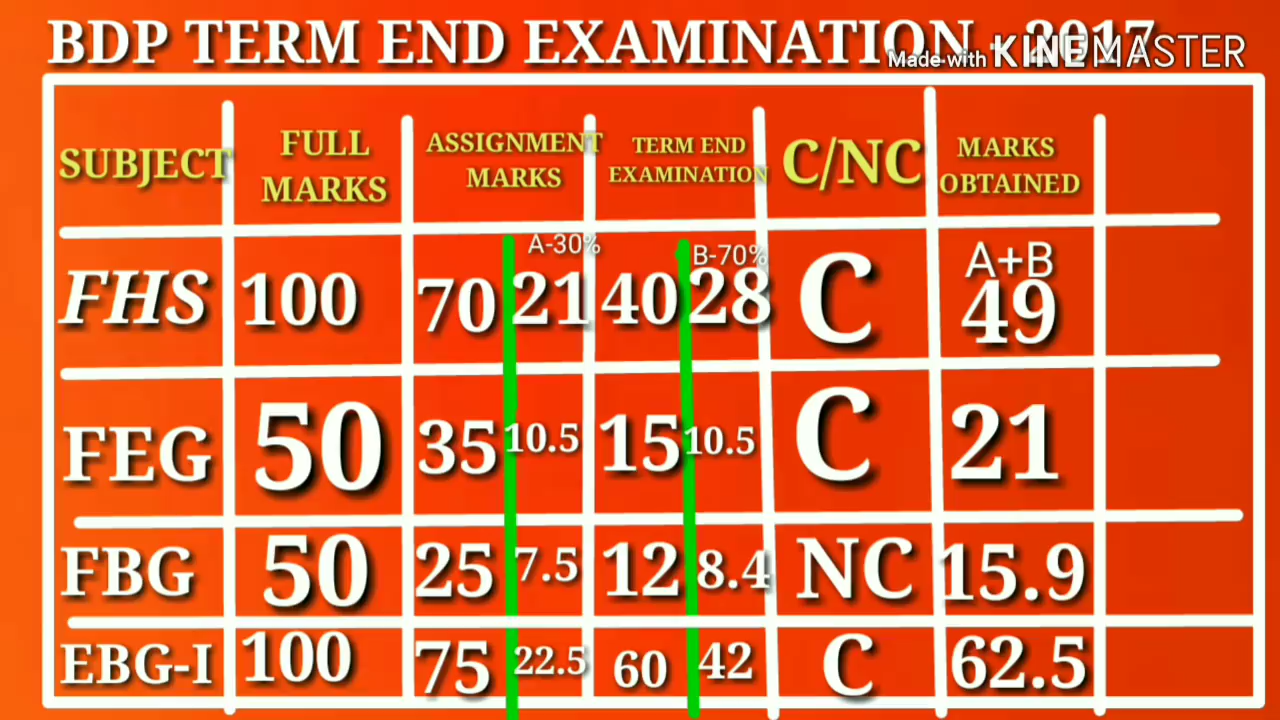 BDP TERM END EXAMINATION - 2017
Made with KINEMASTER
SUBJECT FULL MARKS ASSIGNMENT MARKS TERM END EXAMINATION C/NC MARKS OBTAINED
A-30% B-70% A+B
FHS 100 70 21 40 28 C 49
FEG 50 35 10.5 15 10.5 C 21
FBG 50 25 7.5 12 8.4 NC 15.9
EBG-I 100 75 22.5 60 42 C 62.5